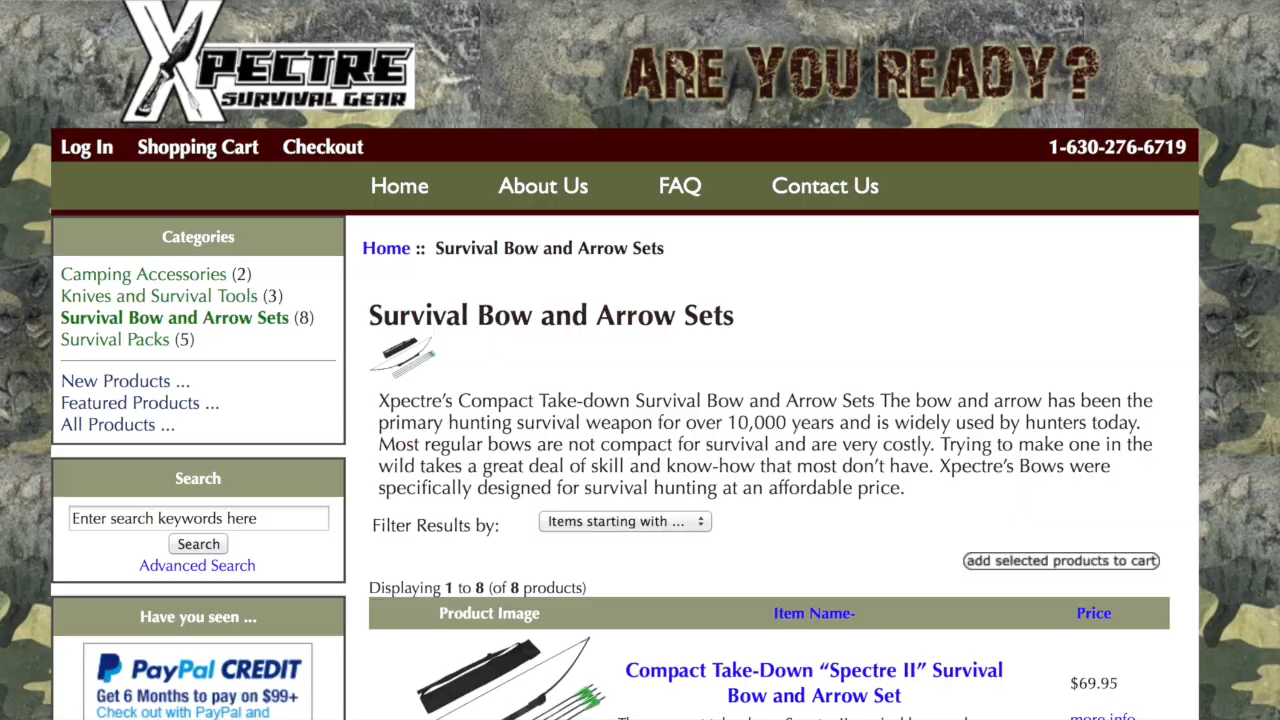 XPECTRE
SURVIVAL GEAR
ARE YOU READY?
Log In Shopping Cart Checkout 1-630-276-6719
Home About Us FAQ Contact Us
Categories
Camping Accessories (2)
Knives and Survival Tools (3)
Survival Bow and Arrow Sets (8)
Survival Packs (5)
New Products ...
Featured Products ...
All Products ...
Search
Enter search keywords here
Search
Advanced Search
Have you seen ...
PayPal CREDIT
Get 6 Months to pay on $99+
Check out with PayPal and
Home :: Survival Bow and Arrow Sets
Survival Bow and Arrow Sets
Xpectre’s Compact Take-down Survival Bow and Arrow Sets The bow and arrow has been the
primary hunting survival weapon for over 10,000 years and is widely used by hunters today.
Most regular bows are not compact for survival and are very costly. Trying to make one in the
wild takes a great deal of skill and know-how that most don’t have. Xpectre’s Bows were
specifically designed for survival hunting at an affordable price.
Filter Results by: Items starting with ...
add selected products to cart
Displaying 1 to 8 (of 8 products)
Product Image Item Name- Price
Compact Take-Down “Spectre II” Survival
Bow and Arrow Set
$69.95
more info